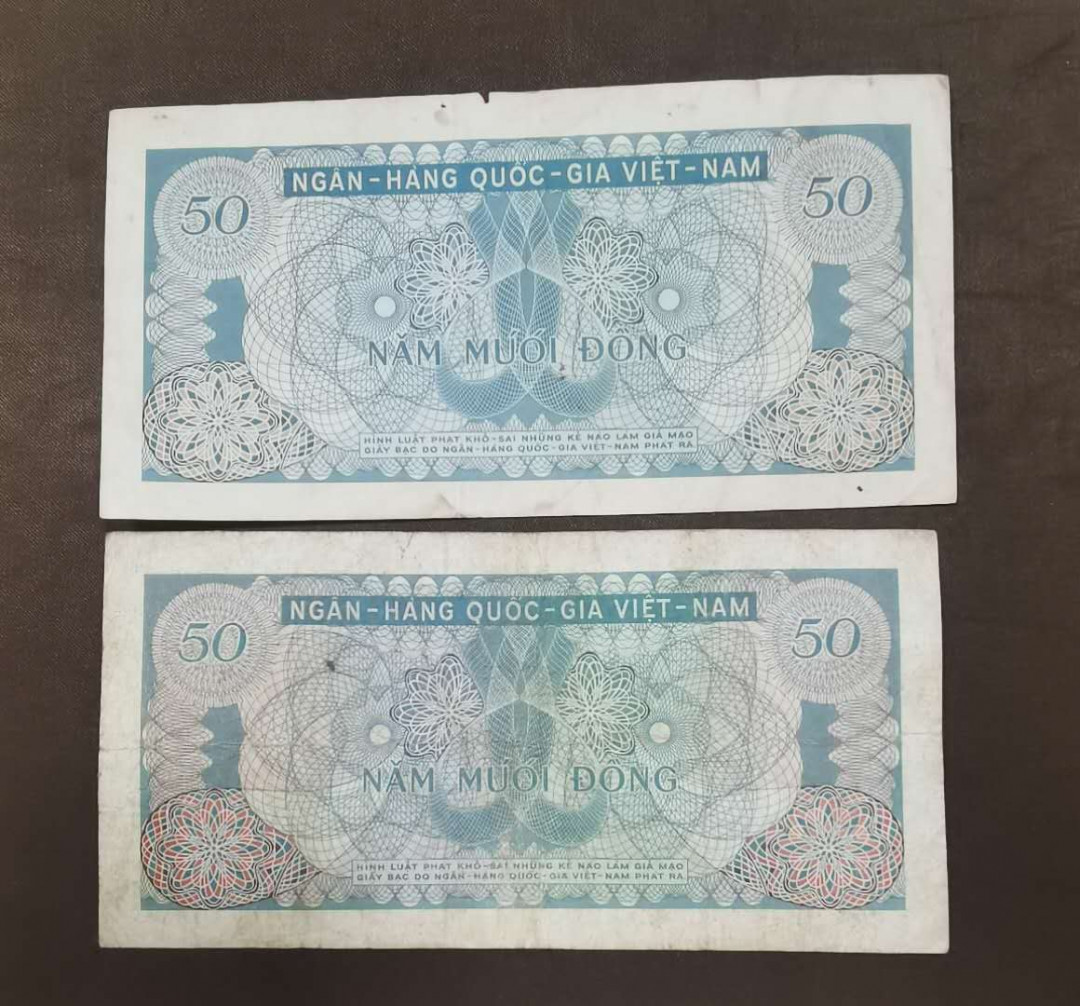 NGÂN-HÀNG QUỐC-GIA VIỆT-NAM
50
50
NĂM MƯƠI ĐỒNG
HÌNH LUẬT PHẠT KHỔ-SAI NHỮNG KẺ NÀO LÀM GIẢ MẠO
GIẤY BẠC DO NGÂN-HÀNG QUỐC-GIA VIỆT-NAM PHÁT RA
NGÂN-HÀNG QUỐC-GIA VIỆT-NAM
50
50
NĂM MƯƠI ĐỒNG
HÌNH LUẬT PHẠT KHỔ-SAI NHỮNG KẺ NÀO LÀM GIẢ MẠO
GIẤY BẠC DO NGÂN-HÀNG QUỐC-GIA VIỆT-NAM PHÁT RA